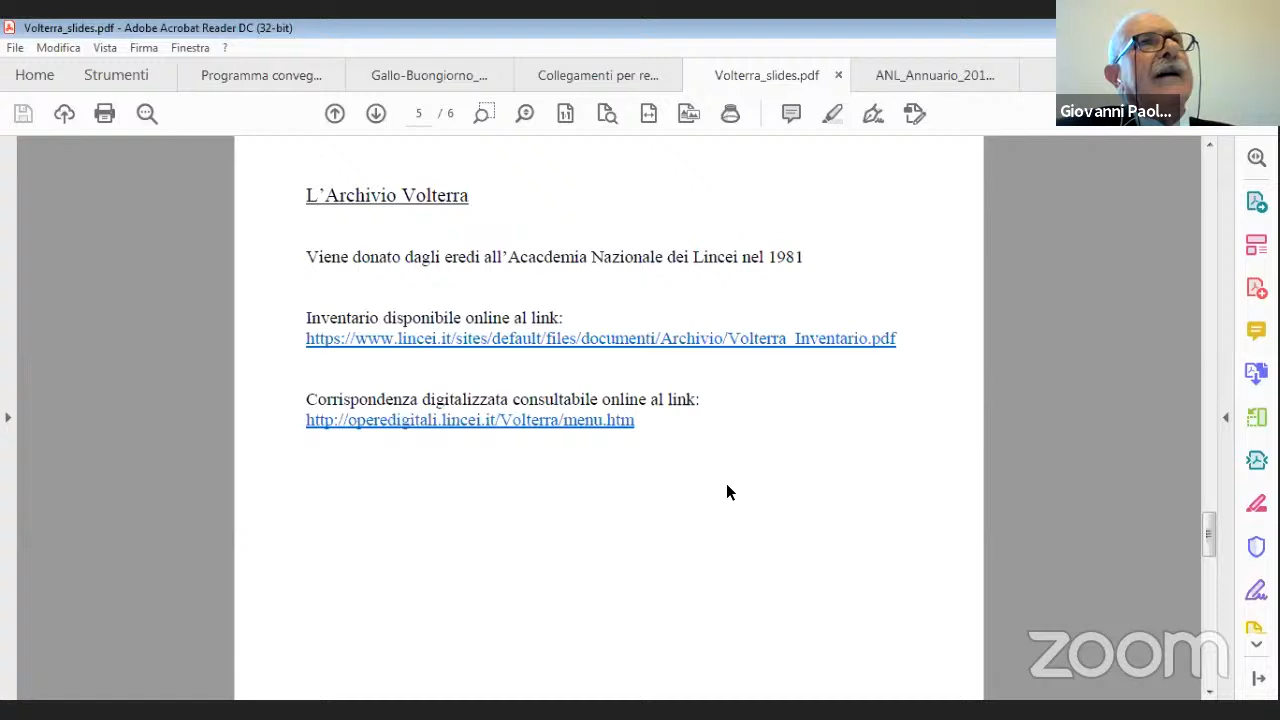 Volterra_slides.pdf - Adobe Acrobat Reader DC (32-bit)
File Modifica Vista Firma Finestra ?
Home Strumenti Programma conveg... Gallo-Buongiorno_... Collegamenti per re... Volterra_slides.pdf × ANL_Annuario_201...
5 / 6
Giovanni Paol...
L’Archivio Volterra
Viene donato dagli eredi all’Acacdemia Nazionale dei Lincei nel 1981
Inventario disponibile online al link:
https://www.lincei.it/sites/default/files/documenti/Archivio/Volterra_Inventario.pdf
Corrispondenza digitalizzata consultabile online al link:
http://operedigitali.lincei.it/Volterra/menu.htm
zoom